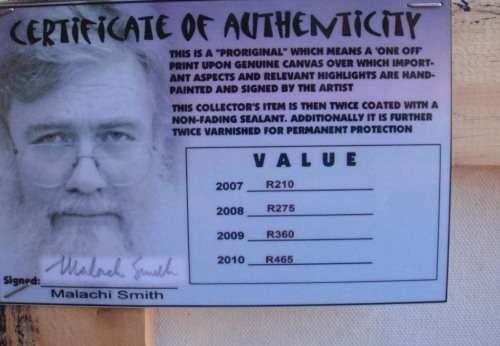 CERTIFICATE OF AUTHENTICITY
THIS IS A "PRORIGINAL" WHICH MEANS A 'ONE OFF'
PRINT UPON GENUINE CANVAS OVER WHICH IMPORT-
ANT ASPECTS AND RELEVANT HIGHLIGHTS ARE HAND-
PAINTED AND SIGNED BY THE ARTIST
THIS COLLECTOR'S ITEM IS THEN TWICE COATED WITH A
NON-FADING SEALANT. ADDITIONALLY IT IS FURTHER
TWICE VARNISHED FOR PERMANENT PROTECTION
VALUE
2007 R210
2008 R275
2009 R360
2010 R465
Malachi Smith
Signed:
Malachi Smith